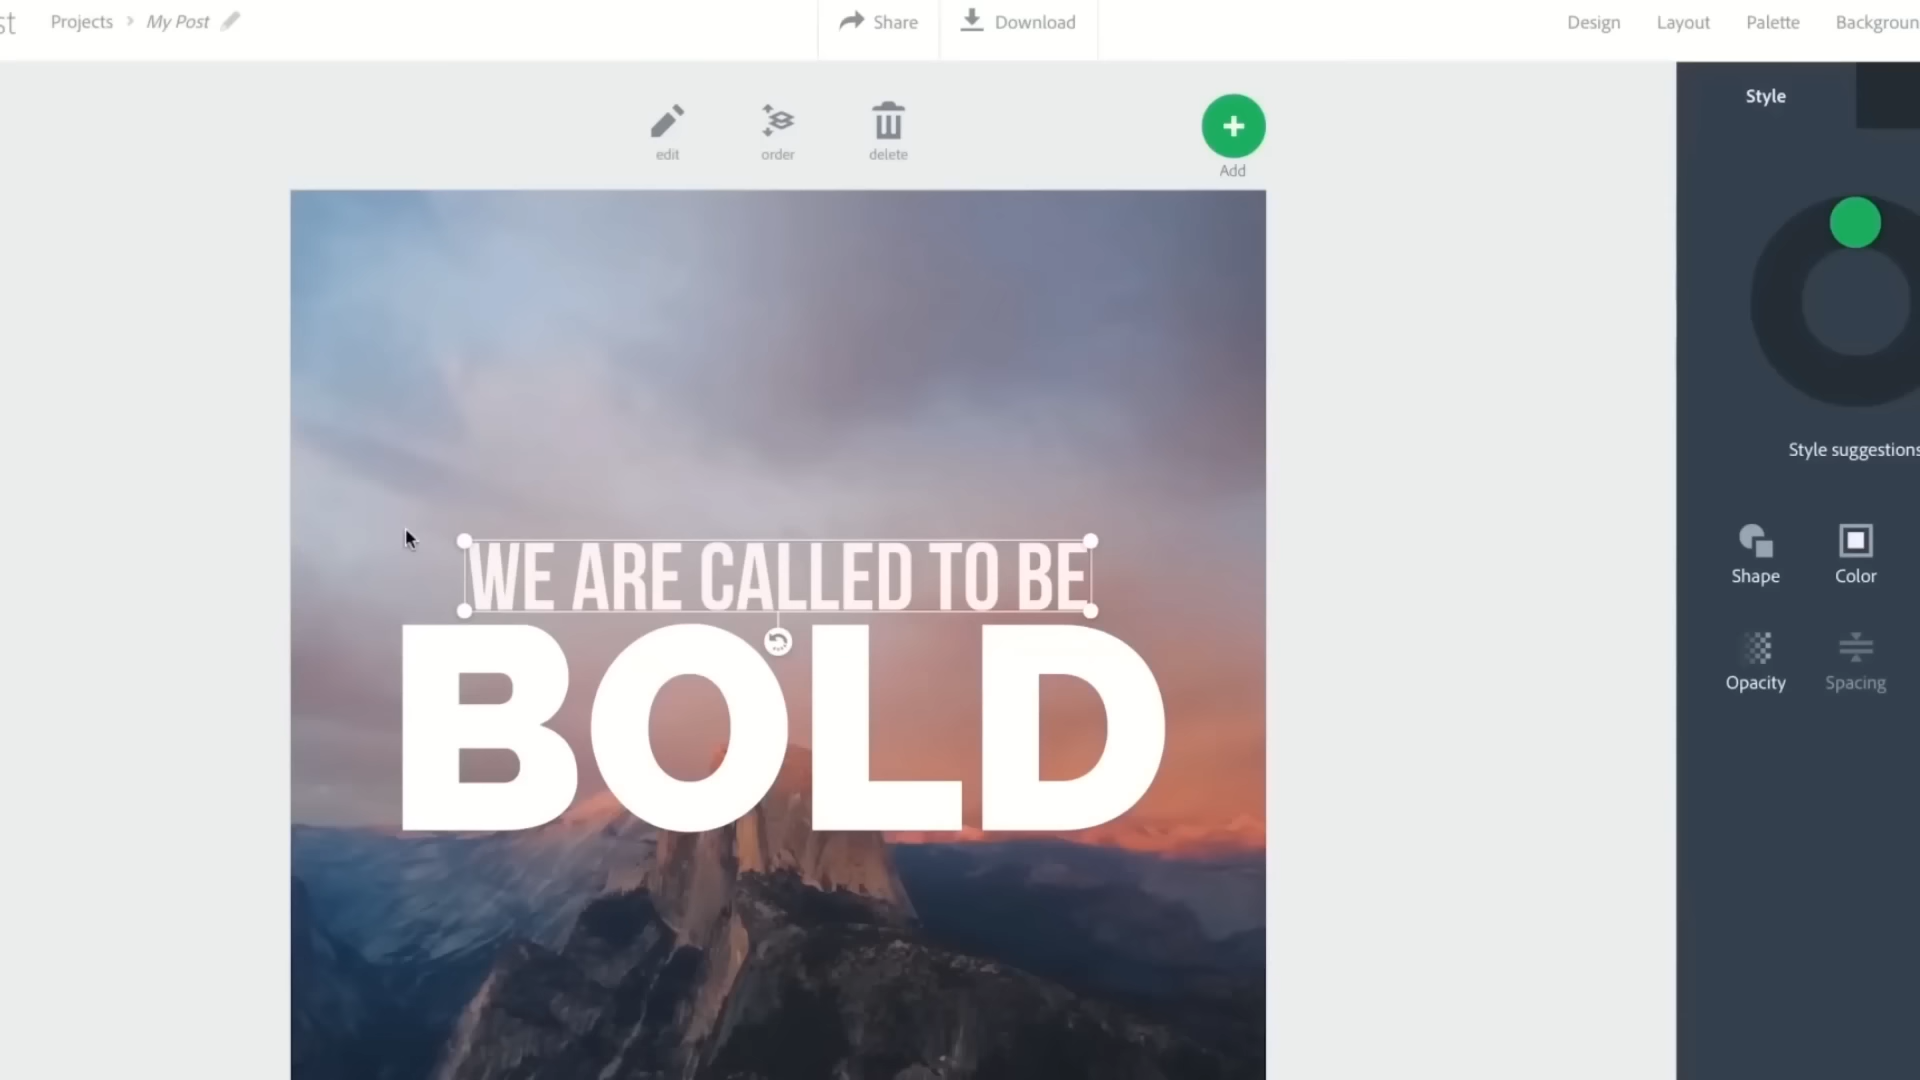 st Projects > My Post
Share
Download
Design Layout Palette
edit order delete
Add
Style
WE ARE CALLED TO BE
BOLD
Style suggestions
Shape Color
Opacity Spacing